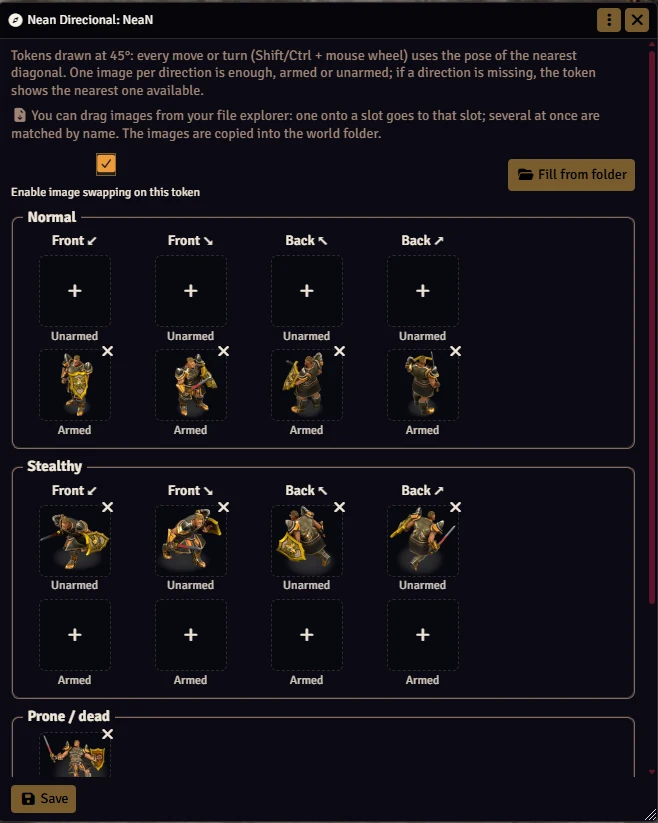 Nean Direcional: NeaN
Tokens drawn at 45°: every move or turn (Shift/Ctrl + mouse wheel) uses the pose of the nearest
diagonal. One image per direction is enough, armed or unarmed; if a direction is missing, the token
shows the nearest one available.
You can drag images from your file explorer: one onto a slot goes to that slot; several at once are
matched by name. The images are copied into the world folder.
Fill from folder
Enable image swapping on this token
Normal
Front ↙ Front ↘ Back ↖ Back ↗
Unarmed Unarmed Unarmed Unarmed
Armed Armed Armed Armed
Stealthy
Front ↙ Front ↘ Back ↖ Back ↗
Unarmed Unarmed Unarmed Unarmed
Armed Armed Armed Armed
Prone / dead
Save